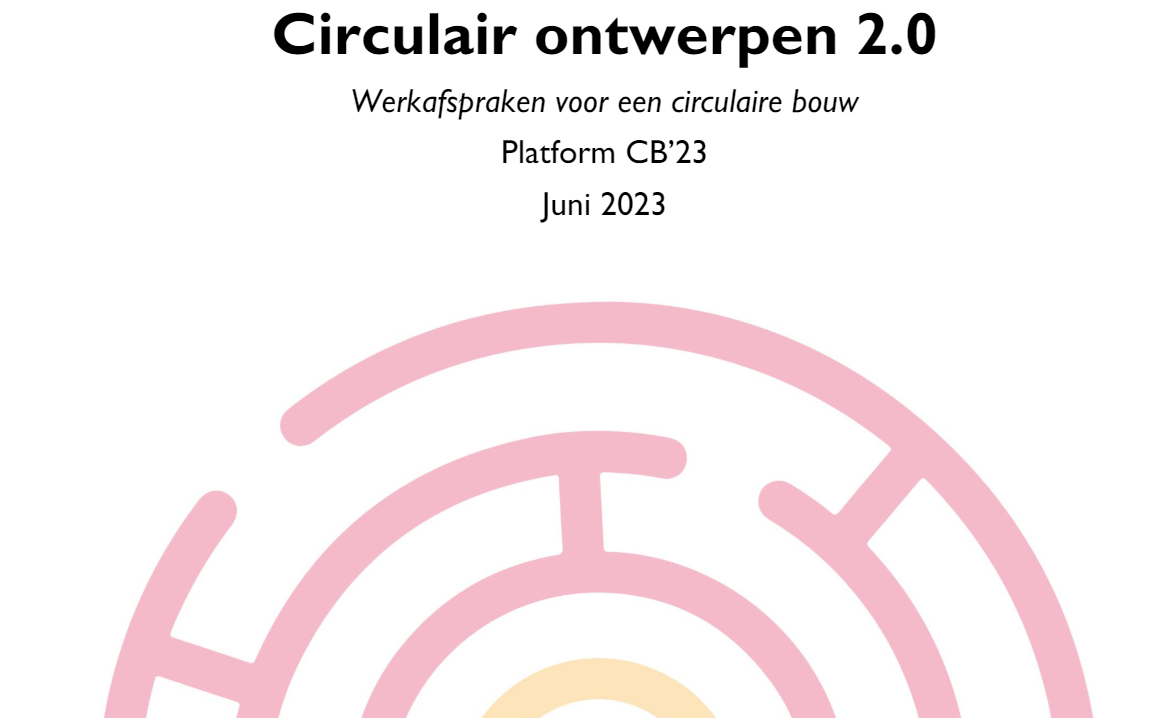 Circulair ontwerpen 2.0
Werkafspraken voor een circulaire bouw
Platform CB’23
Juni 2023